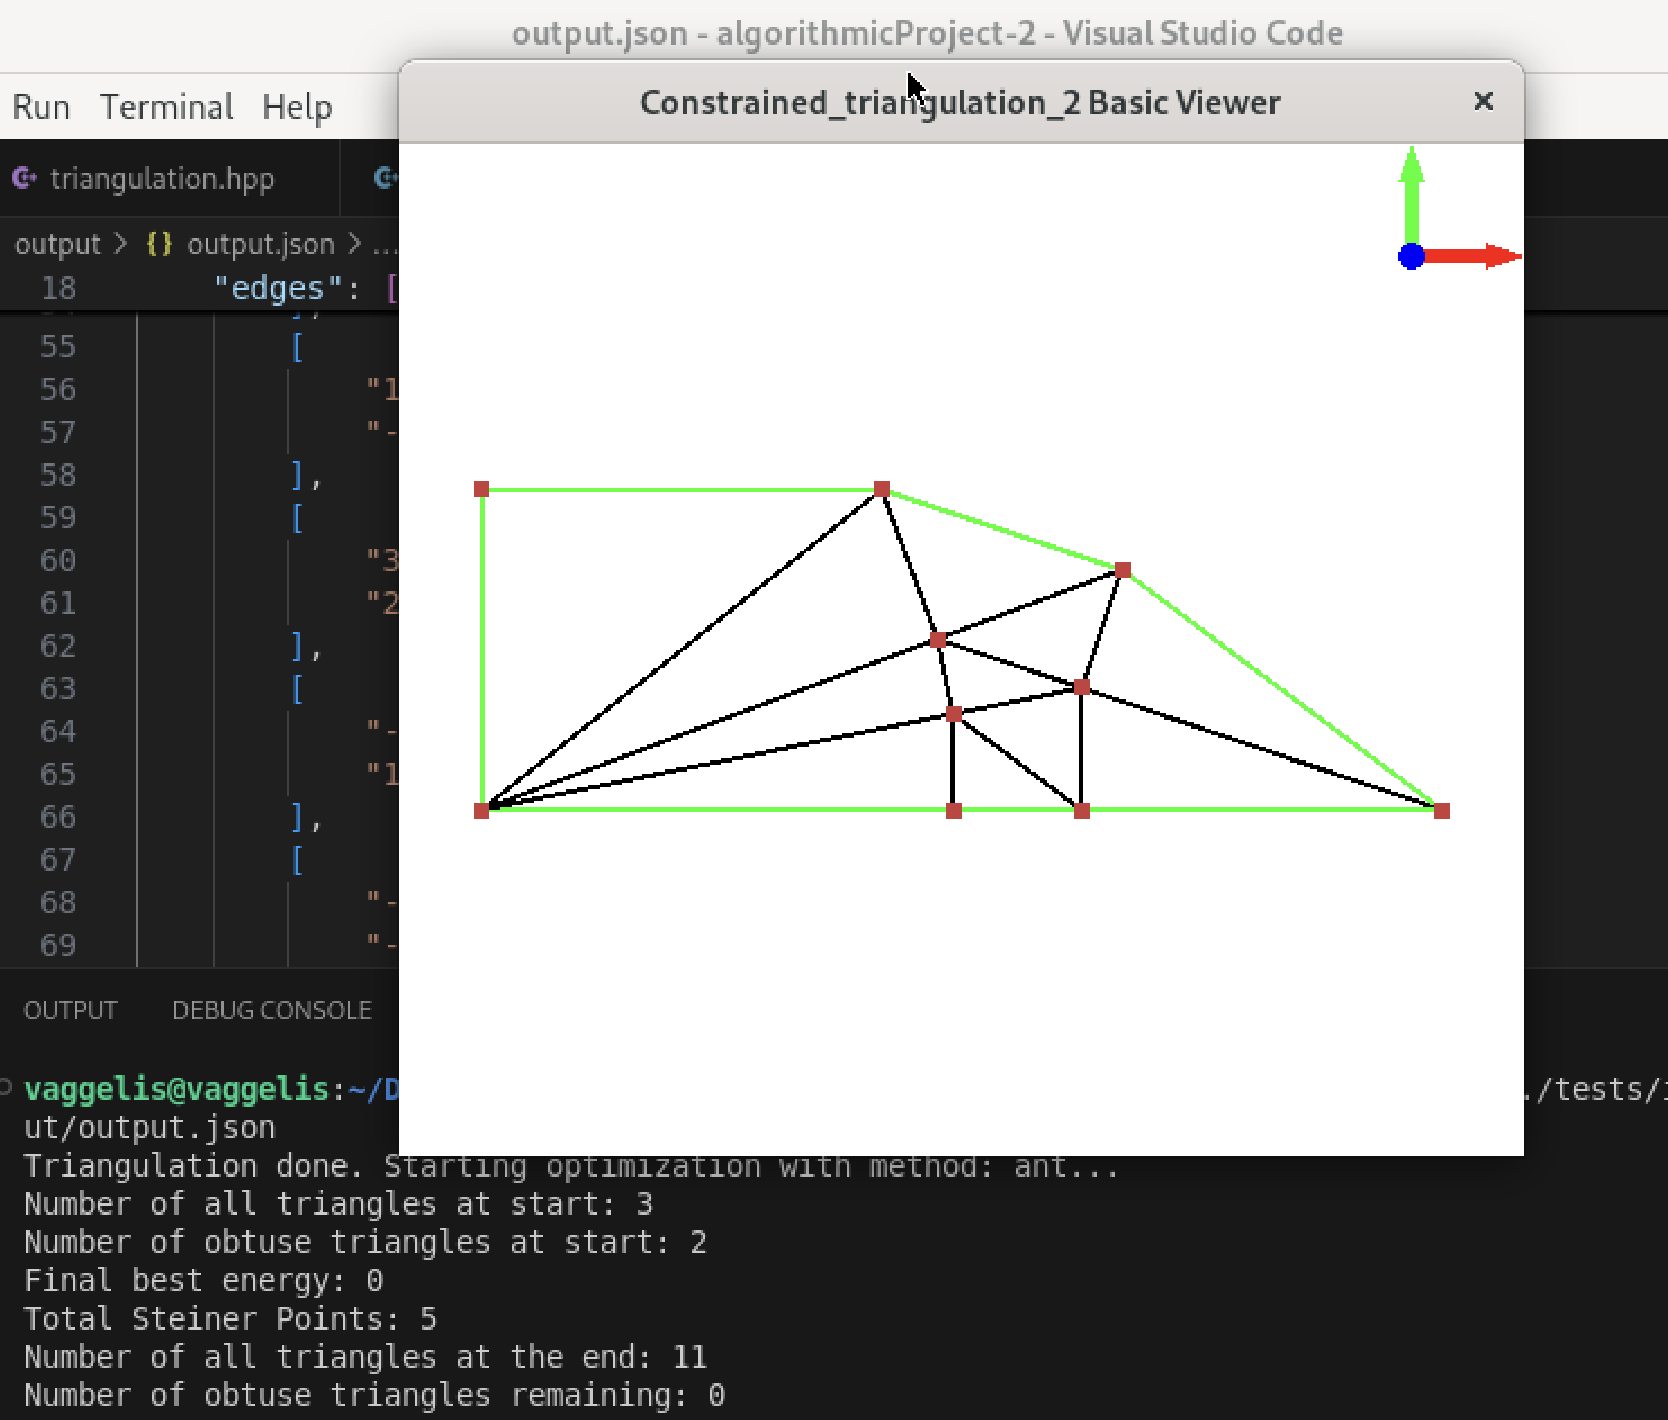 output.json - algorithmicProject-2 - Visual Studio Code
Run Terminal Help
Constrained_triangulation_2 Basic Viewer
triangulation.hpp
output > {} output.json > ...
18 "edges": [
55 [
56 "1
57 "-
58 ],
59 [
60 "3
61 "2
62 ],
63 [
64 "-
65 "1
66 ],
67 [
68 "-
69 "-
OUTPUT DEBUG CONSOLE
vaggelis@vaggelis:~/D ./tests/i
ut/output.json
Triangulation done. Starting optimization with method: ant...
Number of all triangles at start: 3
Number of obtuse triangles at start: 2
Final best energy: 0
Total Steiner Points: 5
Number of all triangles at the end: 11
Number of obtuse triangles remaining: 0